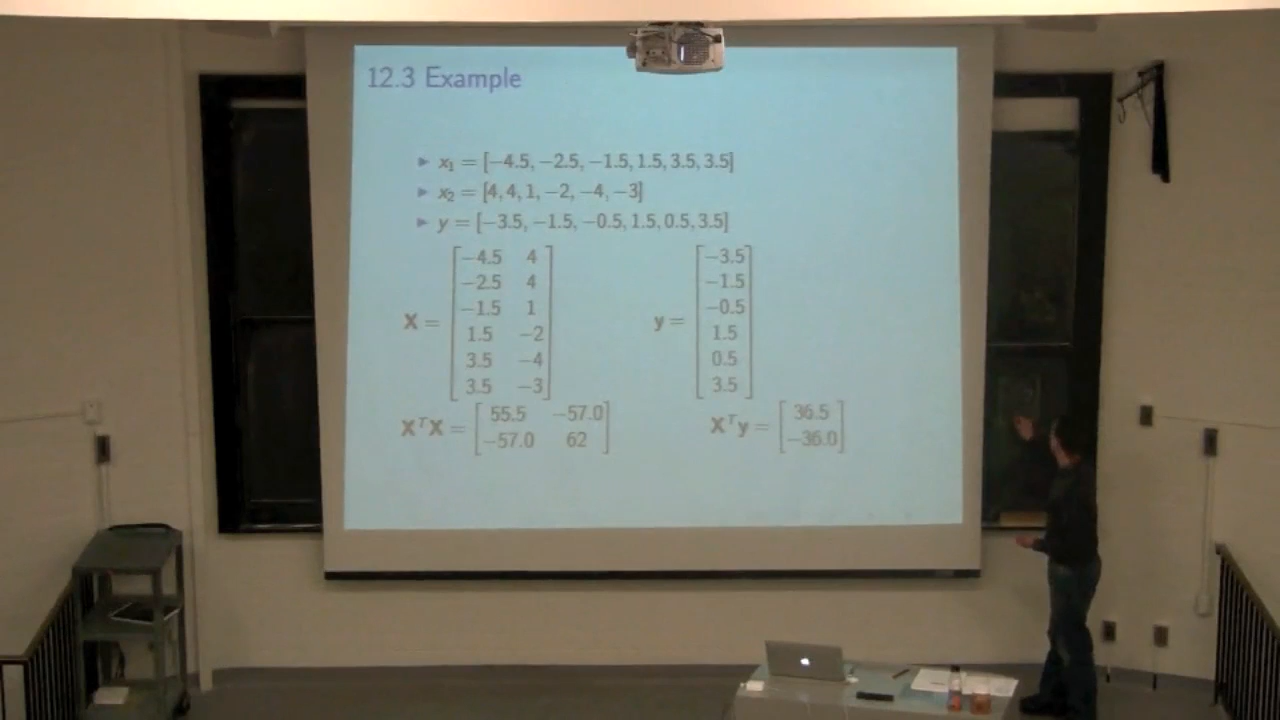 12.3 Example
► x₁ = [−4.5, −2.5, −1.5, 1.5, 3.5, 3.5]
► x₂ = [4, 4, 1, −2, −4, −3]
► y = [−3.5, −1.5, −0.5, 1.5, 0.5, 3.5]
X = [−4.5 4
−2.5 4
−1.5 1
1.5 −2
3.5 −4
3.5 −3]
y = [−3.5
−1.5
−0.5
1.5
0.5
3.5]
XᵀX = [55.5 −57.0
−57.0 62]
Xᵀy = [36.5
−36.0]